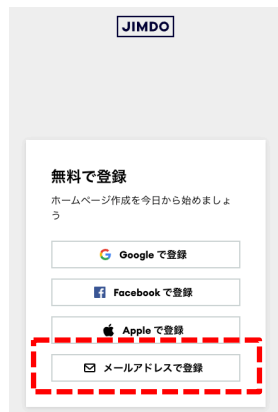 JIMDO
無料で登録
ホームページ作成を今日から始めましょ
う
Google で登録
Facebook で登録
Apple で登録
メールアドレスで登録